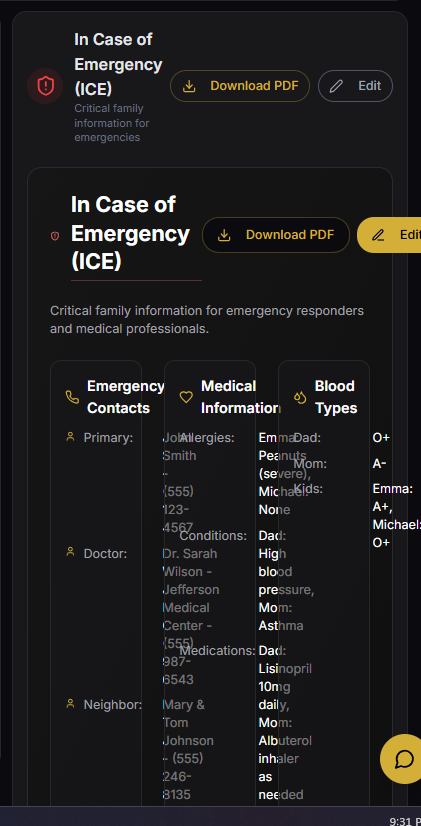 In Case of
Emergency
(ICE)
Critical family
information for
emergencies
Download PDF
Edit
In Case of
Emergency
(ICE)
Download PDF
Edit
Critical family information for emergency responders
and medical professionals.
Emergency
Contacts
Primary:
John
Smith
-
(555)
123-
4567
Doctor:
Dr. Sarah
Wilson -
Jefferson
Medical
Center -
(555)
987-
6543
Neighbor:
Mary &
Tom
Johnson
- (555)
246-
8135
Medical
Information
Allergies:
Emma:
Peanuts
(severe),
Michael:
None
Conditions:
Dad:
High
blood
pressure,
Mom:
Asthma
Medications:
Dad:
Lisinopril
10mg
daily,
Mom:
Albuterol
inhaler
as
needed
Blood
Types
Dad:
O+
Mom:
A-
Kids:
Emma:
A+,
Michael:
O+
9:31 P